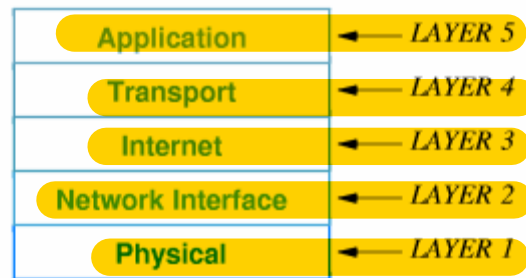 Application LAYER 5
Transport LAYER 4
Internet LAYER 3
Network Interface LAYER 2
Physical LAYER 1